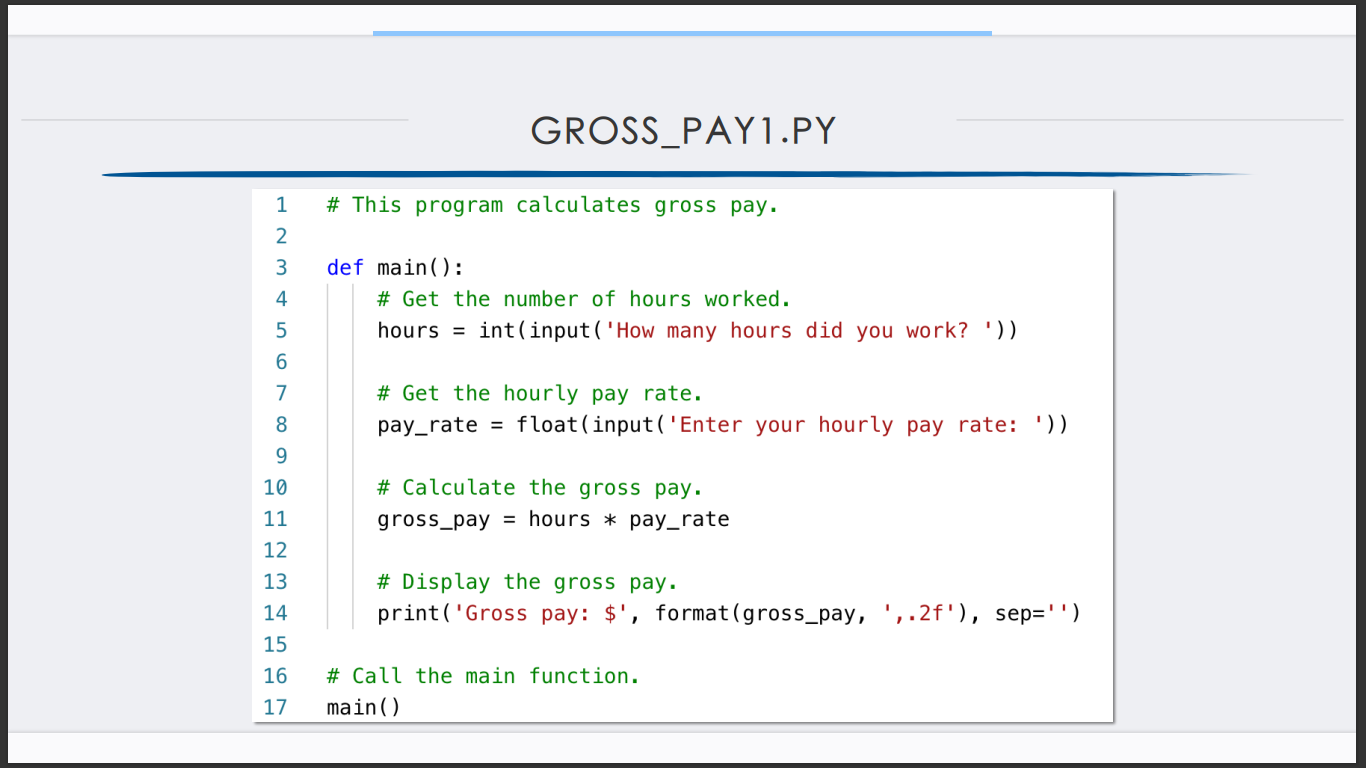 GROSS_PAY1.PY
1 # This program calculates gross pay.
2
3 def main():
4     # Get the number of hours worked.
5     hours = int(input('How many hours did you work? '))
6
7     # Get the hourly pay rate.
8     pay_rate = float(input('Enter your hourly pay rate: '))
9
10     # Calculate the gross pay.
11     gross_pay = hours * pay_rate
12
13     # Display the gross pay.
14     print('Gross pay: $', format(gross_pay, ',.2f'), sep='')
15
16 # Call the main function.
17 main()